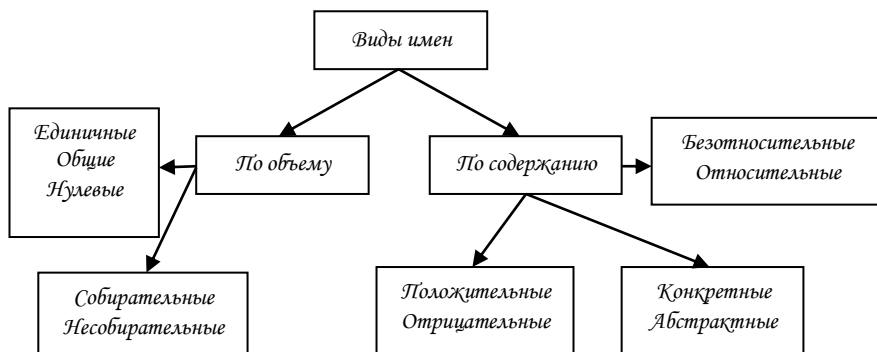 Виды имен
Единичные
Общие
Нулевые
По объему
По содержанию
Безотносительные
Относительные
Собирательные
Несобирательные
Положительные
Отрицательные
Конкретные
Абстрактные